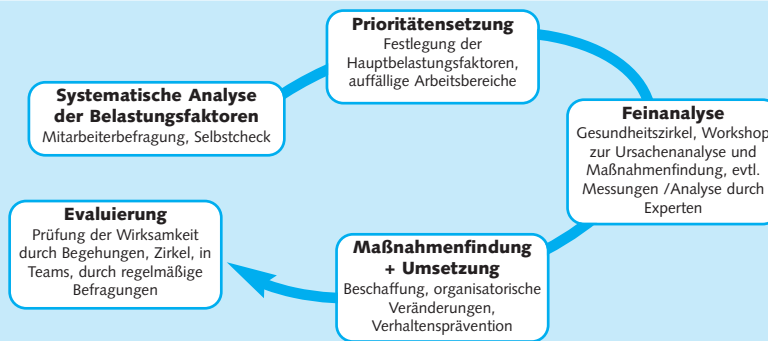 Prioritätensetzung
Festlegung der
Hauptbelastungsfaktoren,
auffällige Arbeitsbereiche
Systematische Analyse
der Belastungsfaktoren
Mitarbeiterbefragung, Selbstcheck
Feinanalyse
Gesundheitszirkel, Workshop
zur Ursachenanalyse und
Maßnahmenfindung, evtl.
Messungen /Analyse durch
Experten
Maßnahmenfindung
+ Umsetzung
Beschaffung, organisatorische
Veränderungen,
Verhaltensprävention
Evaluierung
Prüfung der Wirksamkeit
durch Begehungen, Zirkel, in
Teams, durch regelmäßige
Befragungen